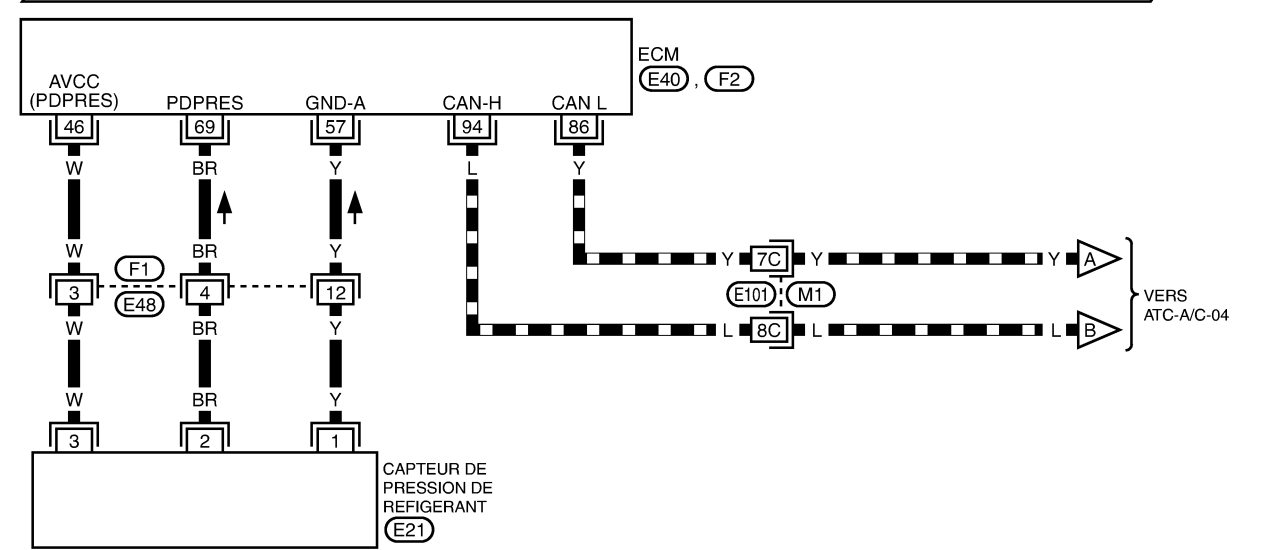 ECM
E40 , F2
AVCC
(PDPRES) PDPRES GND-A CAN-H CAN L
46 69 57 94 86
W BR Y L Y
W BR Y
Y 7C Y Y A
F1
3 4 12
E48
E101 M1
VERS
ATC-A/C-04
W BR Y
L 8C L L B
W BR Y
3 2 1
CAPTEUR DE
PRESSION DE
REFIGERANT
E21